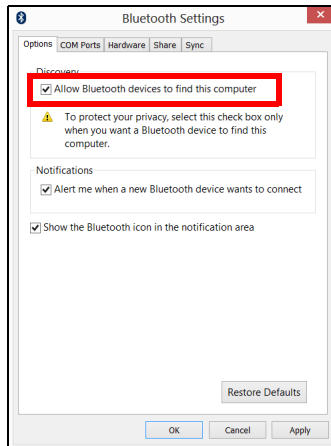 Bluetooth Settings
Options COM Ports Hardware Share Sync
Discovery
Allow Bluetooth devices to find this computer
To protect your privacy, select this check box only
when you want a Bluetooth device to find this
computer.
Notifications
Alert me when a new Bluetooth device wants to connect
Show the Bluetooth icon in the notification area
Restore Defaults
OK Cancel Apply